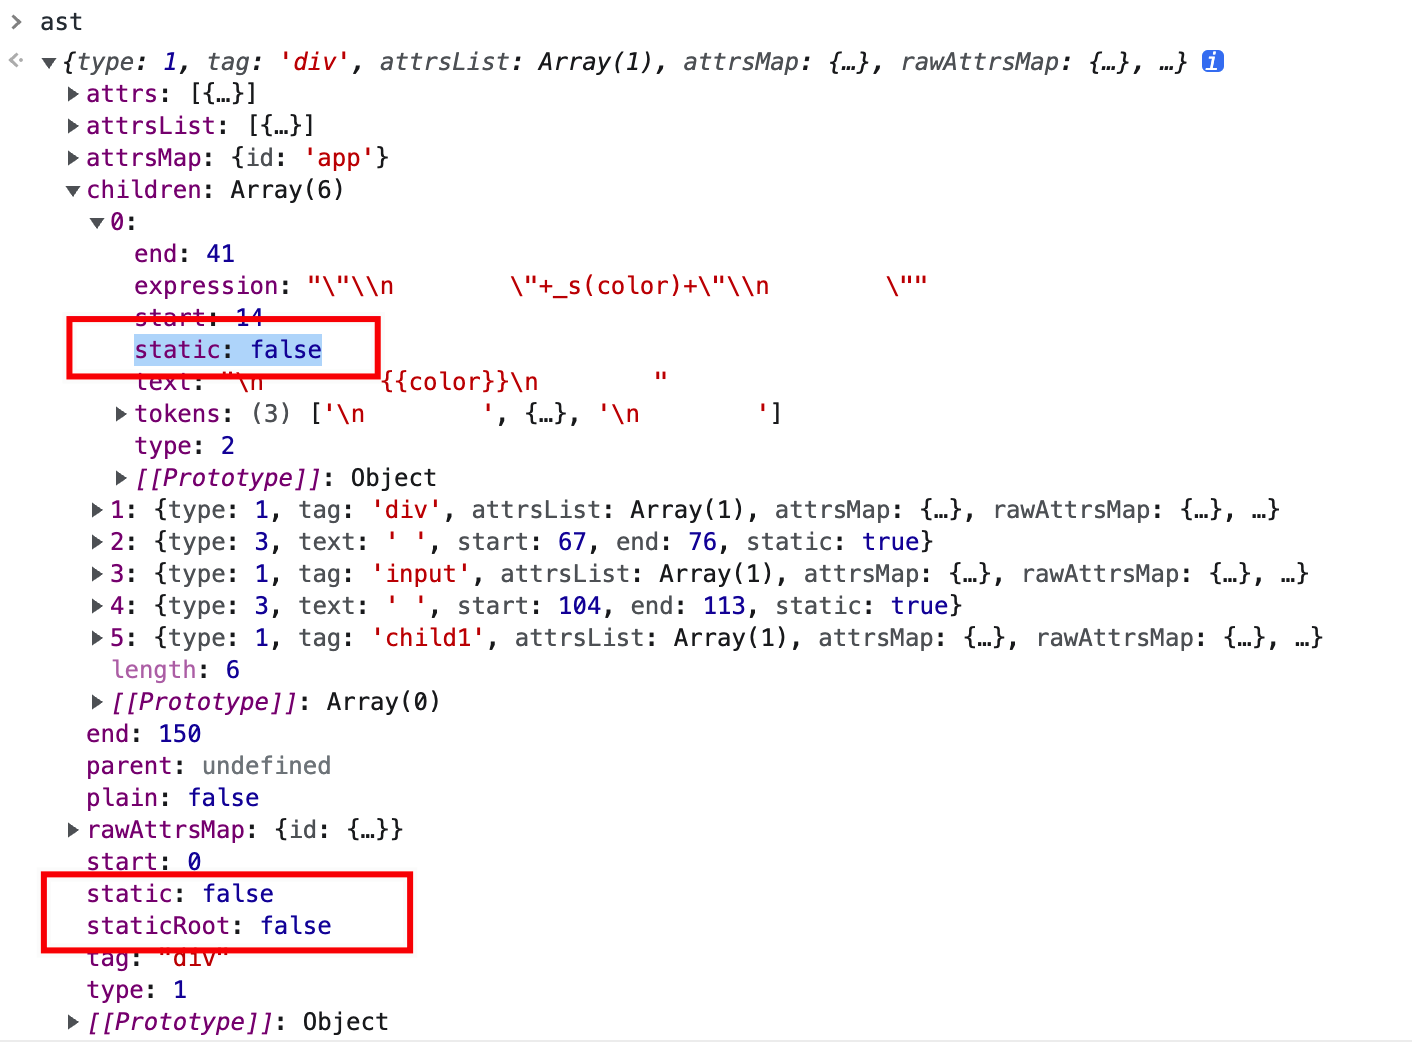 > ast
{type: 1, tag: 'div', attrsList: Array(1), attrsMap: {…}, rawAttrsMap: {…}, …} i
attrs: [{…}]
attrsList: [{…}]
attrsMap: {id: 'app'}
children: Array(6)
0:
end: 41
expression: "\"\\n        \"+_s(color)+\"\\n        \""
start: 14
static: false
text: "\n        {{color}}\n        "
tokens: (3) ['\n        ', {…}, '\n        ']
type: 2
[[Prototype]]: Object
1: {type: 1, tag: 'div', attrsList: Array(1), attrsMap: {…}, rawAttrsMap: {…}, …}
2: {type: 3, text: ' ', start: 67, end: 76, static: true}
3: {type: 1, tag: 'input', attrsList: Array(1), attrsMap: {…}, rawAttrsMap: {…}, …}
4: {type: 3, text: ' ', start: 104, end: 113, static: true}
5: {type: 1, tag: 'child1', attrsList: Array(1), attrsMap: {…}, rawAttrsMap: {…}, …}
length: 6
[[Prototype]]: Array(0)
end: 150
parent: undefined
plain: false
rawAttrsMap: {id: {…}}
start: 0
static: false
staticRoot: false
tag: "div"
type: 1
[[Prototype]]: Object